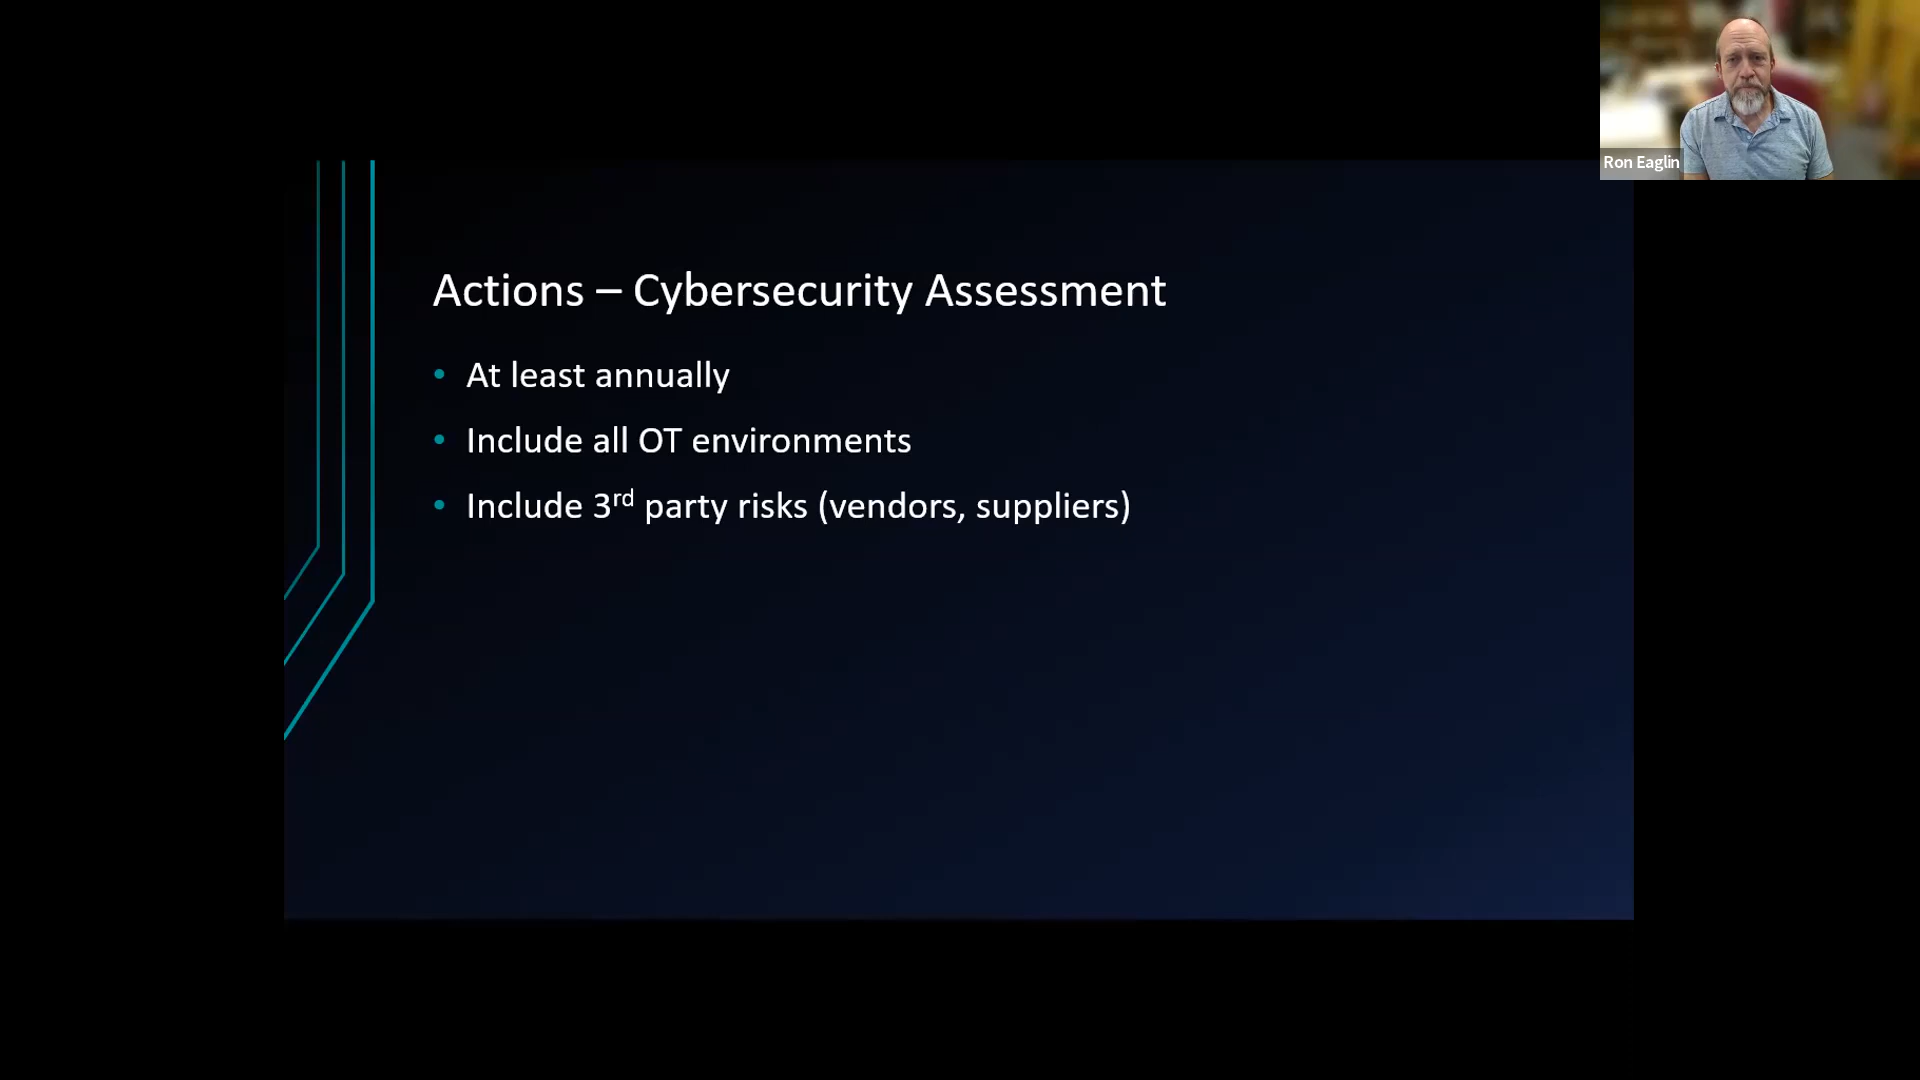 Ron Eaglin
Actions – Cybersecurity Assessment
• At least annually
• Include all OT environments
• Include 3rd party risks (vendors, suppliers)